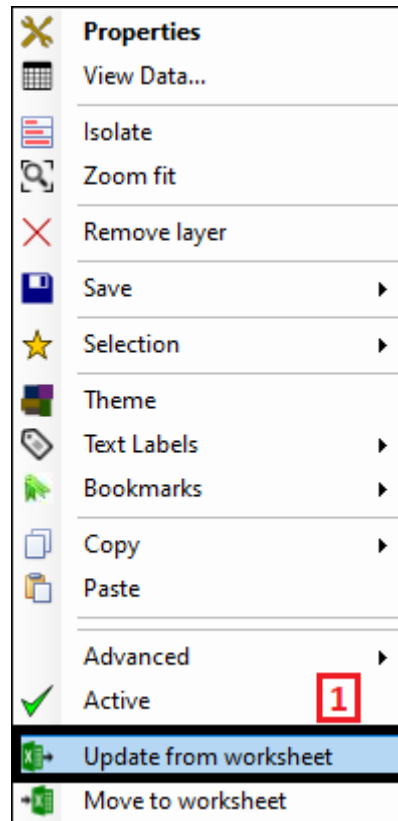 Properties
View Data...
Isolate
Zoom fit
Remove layer
Save
Selection
Theme
Text Labels
Bookmarks
Copy
Paste
Advanced
Active 1
Update from worksheet
Move to worksheet